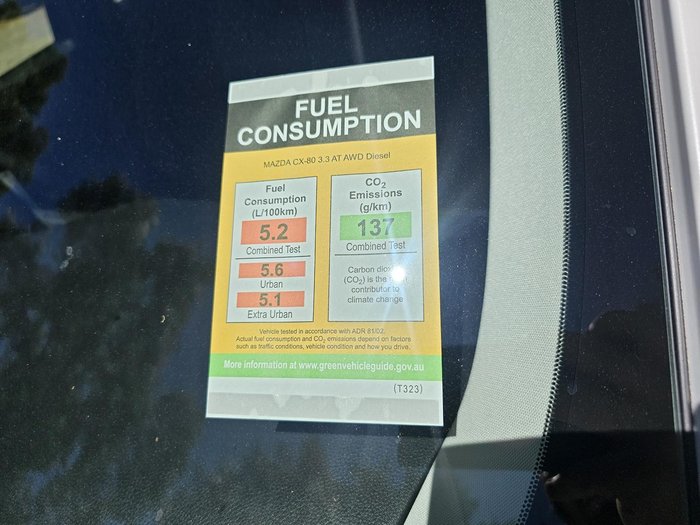 FUEL
CONSUMPTION
MAZDA CX-80 3.3 AT AWD Diesel
Fuel
Consumption
(L/100km)
5.2
Combined Test
5.6
Urban
5.1
Extra Urban
CO2
Emissions
(g/km)
137
Combined Test
Carbon dioxide
(CO2) is the main
contributor to
climate change
Vehicle tested in accordance with ADR 81/02.
Actual fuel consumption and CO2 emissions depend on factors
such as traffic conditions, vehicle condition and how you drive.
More information at www.greenvehicleguide.gov.au
(T323)